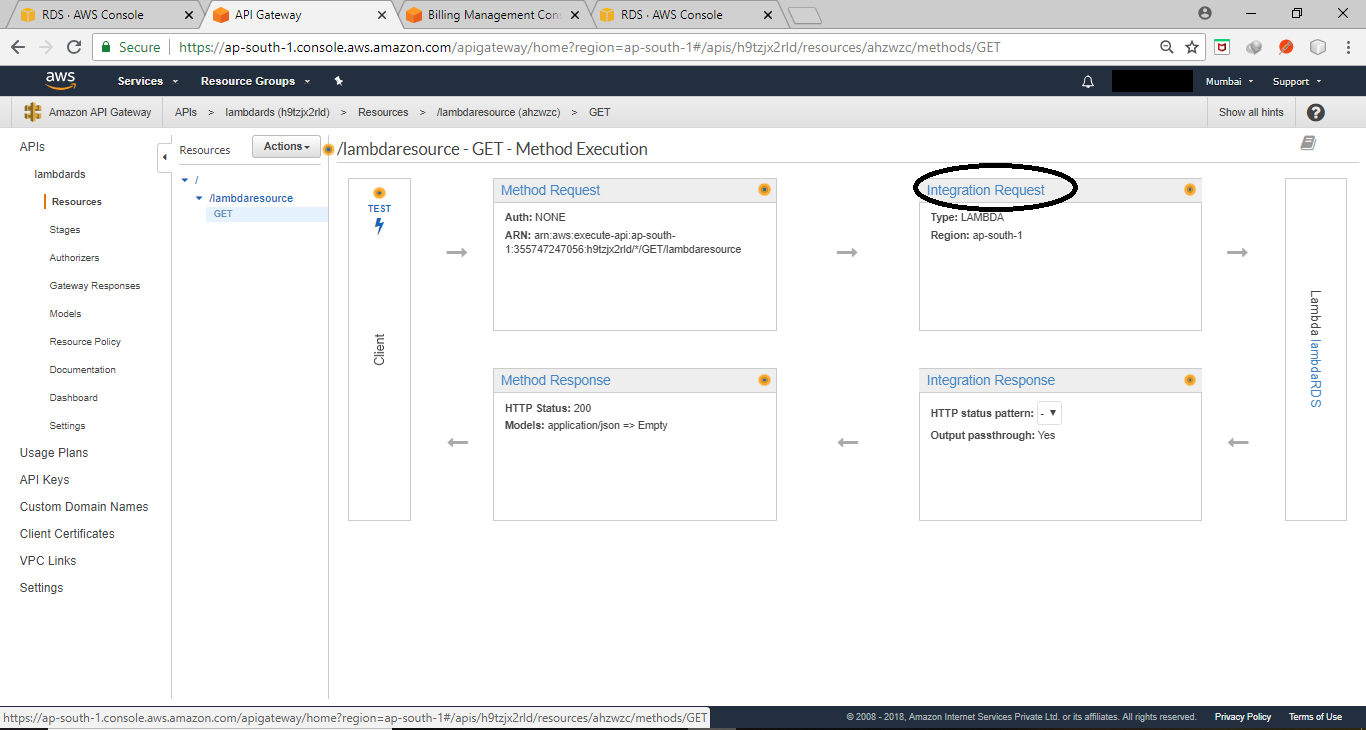 RDS · AWS Console
API Gateway
Billing Management Con
RDS · AWS Console
Secure
https://ap-south-1.console.aws.amazon.com/apigateway/home?region=ap-south-1#/apis/h9tzjx2rld/resources/ahzwzc/methods/GET
aws
Services
Resource Groups
Mumbai
Support
Amazon API Gateway
APIs > lambdards (h9tzjx2rld) > Resources > /lambdaresource (ahzwzc) > GET
Show all hints
?
APIs
lambdards
Resources
Stages
Authorizers
Gateway Responses
Models
Resource Policy
Documentation
Dashboard
Settings
Usage Plans
API Keys
Custom Domain Names
Client Certificates
VPC Links
Settings
Resources
Actions
/
/lambdaresource
GET
/lambdaresource - GET - Method Execution
TEST
Client
Method Request
Auth: NONE
ARN: arn:aws:execute-api:ap-south-
1:355747247056:h9tzjx2rld/*/GET/lambdaresource
Integration Request
Type: LAMBDA
Region: ap-south-1
Lambda lambdaRDS
Method Response
HTTP Status: 200
Models: application/json => Empty
Integration Response
HTTP status pattern: -
Output passthrough: Yes
https://ap-south-1.console.aws.amazon.com/apigateway/home?region=ap-south-1#/apis/h9tzjx2rld/resources/ahzwzc/methods/GET
© 2008 - 2018, Amazon Internet Services Private Ltd. or its affiliates. All rights reserved.
Privacy Policy
Terms of Use